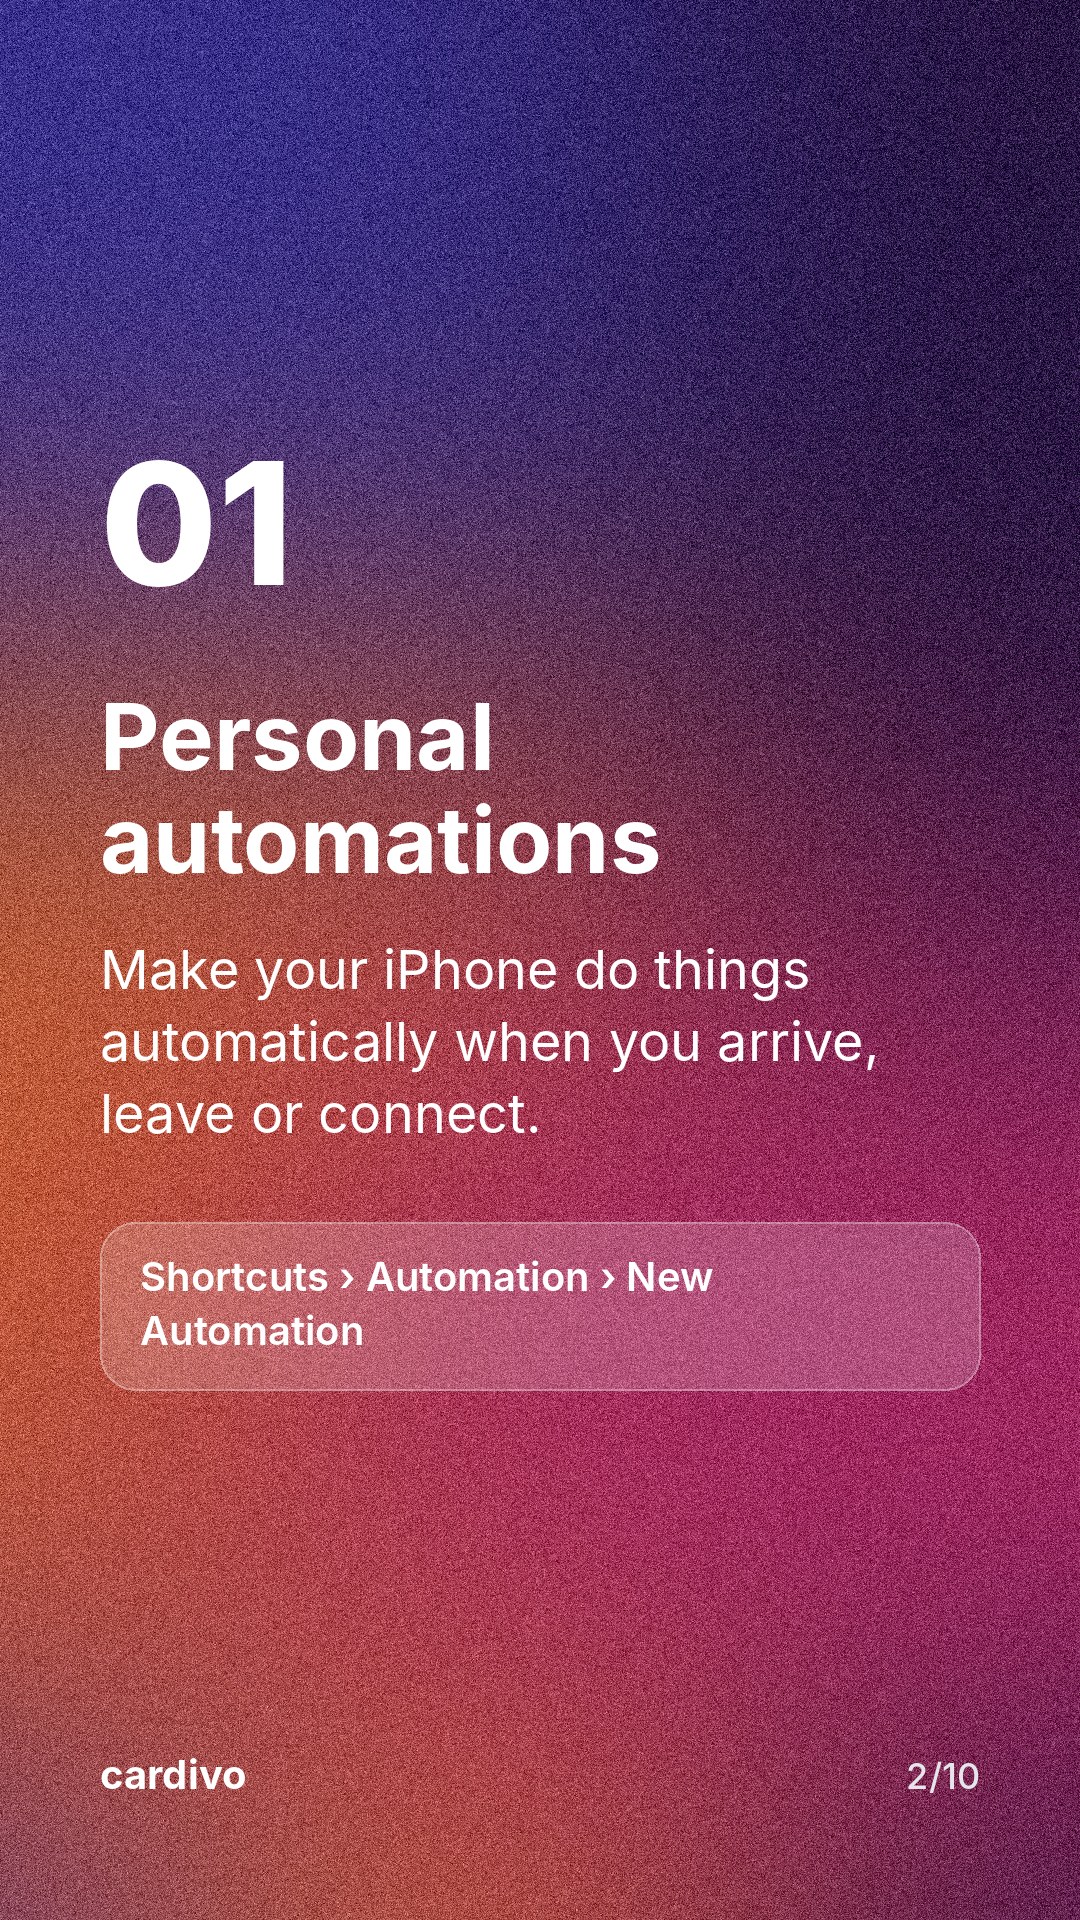 01
Personal
automations
Make your iPhone do things
automatically when you arrive,
leave or connect.
Shortcuts › Automation › New
Automation
cardivo
2/10